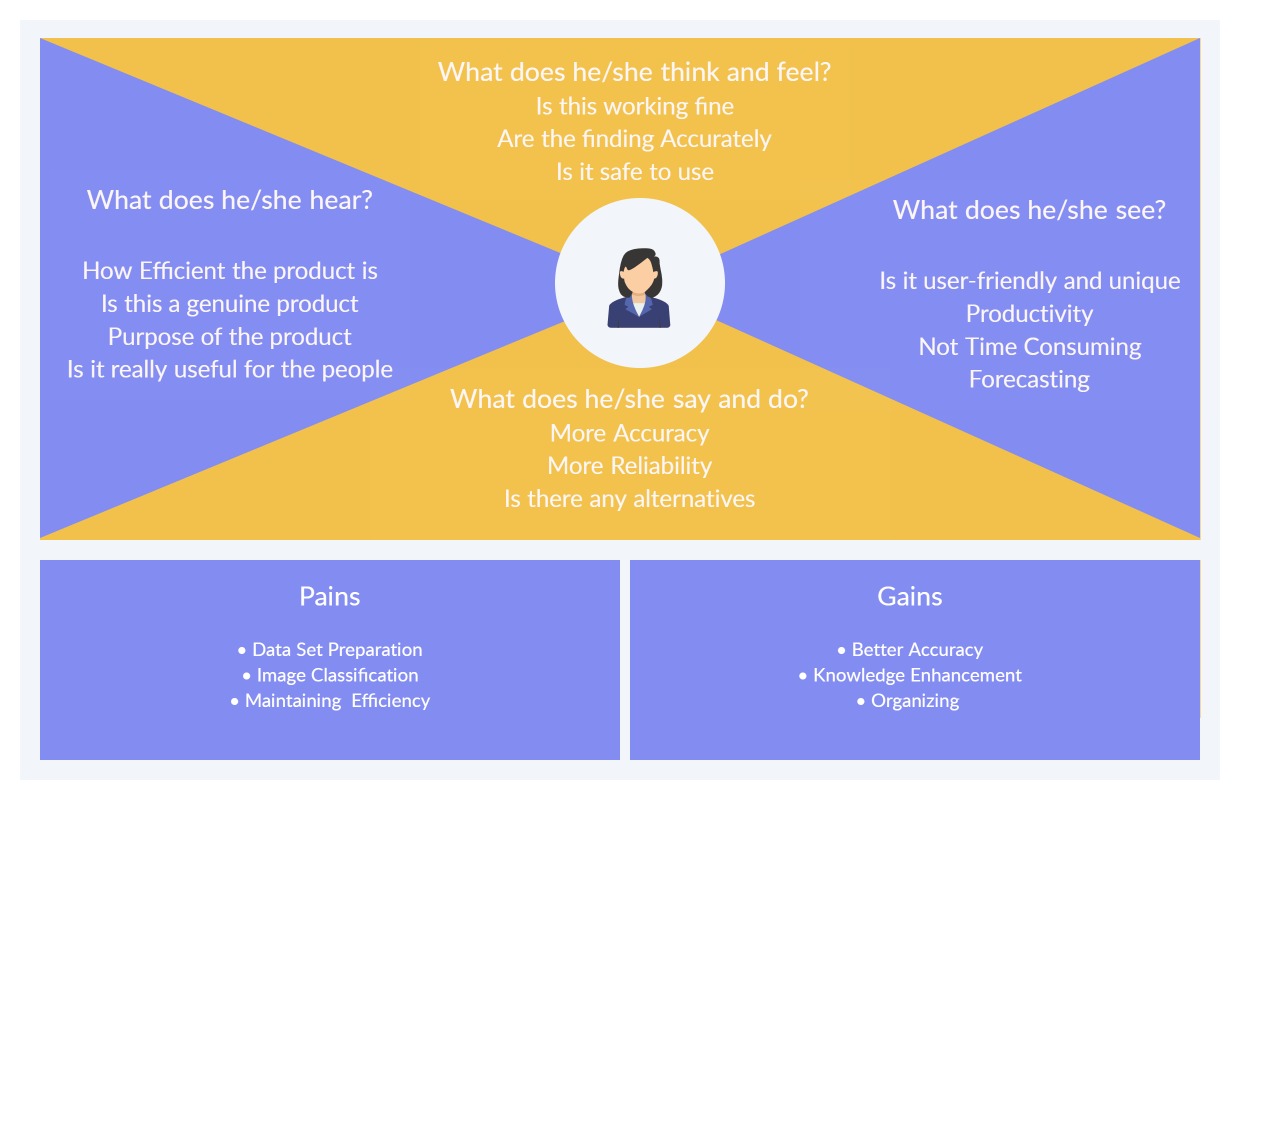 What does he/she think and feel?
Is this working fine
Are the finding Accurately
Is it safe to use
What does he/she hear?
How Efficient the product is
Is this a genuine product
Purpose of the product
Is it really useful for the people
What does he/she see?
Is it user-friendly and unique
Productivity
Not Time Consuming
Forecasting
What does he/she say and do?
More Accuracy
More Reliability
Is there any alternatives
Pains
• Data Set Preparation
• Image Classification
• Maintaining  Efficiency
Gains
• Better Accuracy
• Knowledge Enhancement
• Organizing